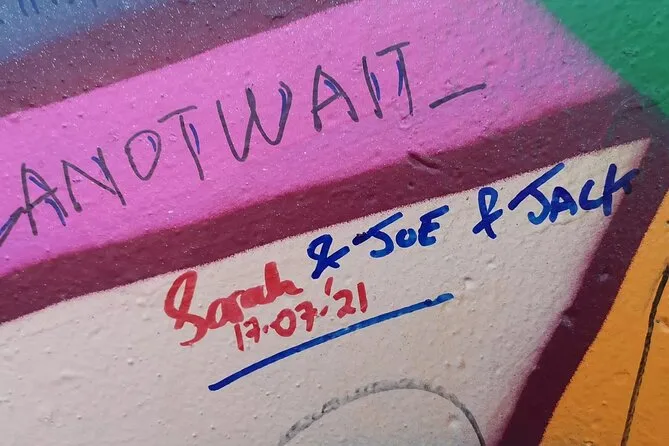 ANOTWAIT_
Sarah & JOE & JACK
17.07.'21